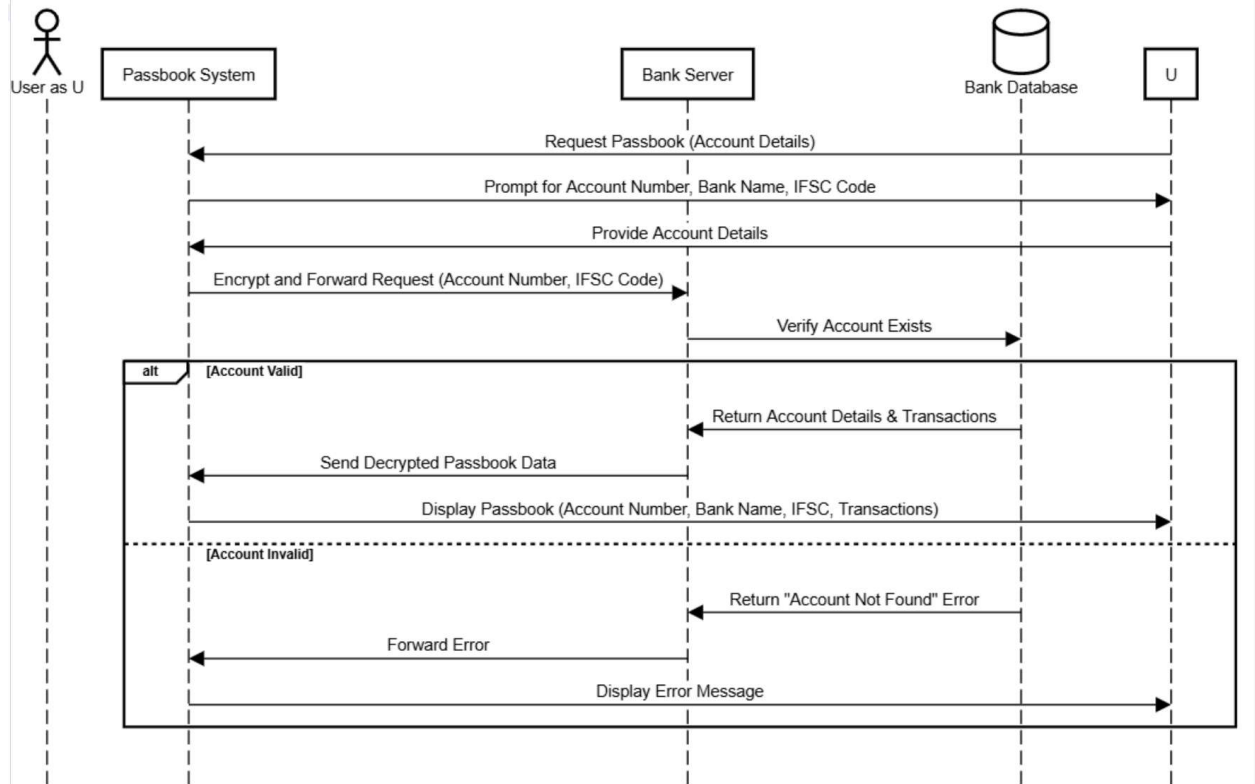 User as U
Passbook System
Bank Server
Bank Database
U
Request Passbook (Account Details)
Prompt for Account Number, Bank Name, IFSC Code
Provide Account Details
Encrypt and Forward Request (Account Number, IFSC Code)
Verify Account Exists
alt [Account Valid]
Return Account Details & Transactions
Send Decrypted Passbook Data
Display Passbook (Account Number, Bank Name, IFSC, Transactions)
[Account Invalid]
Return "Account Not Found" Error
Forward Error
Display Error Message